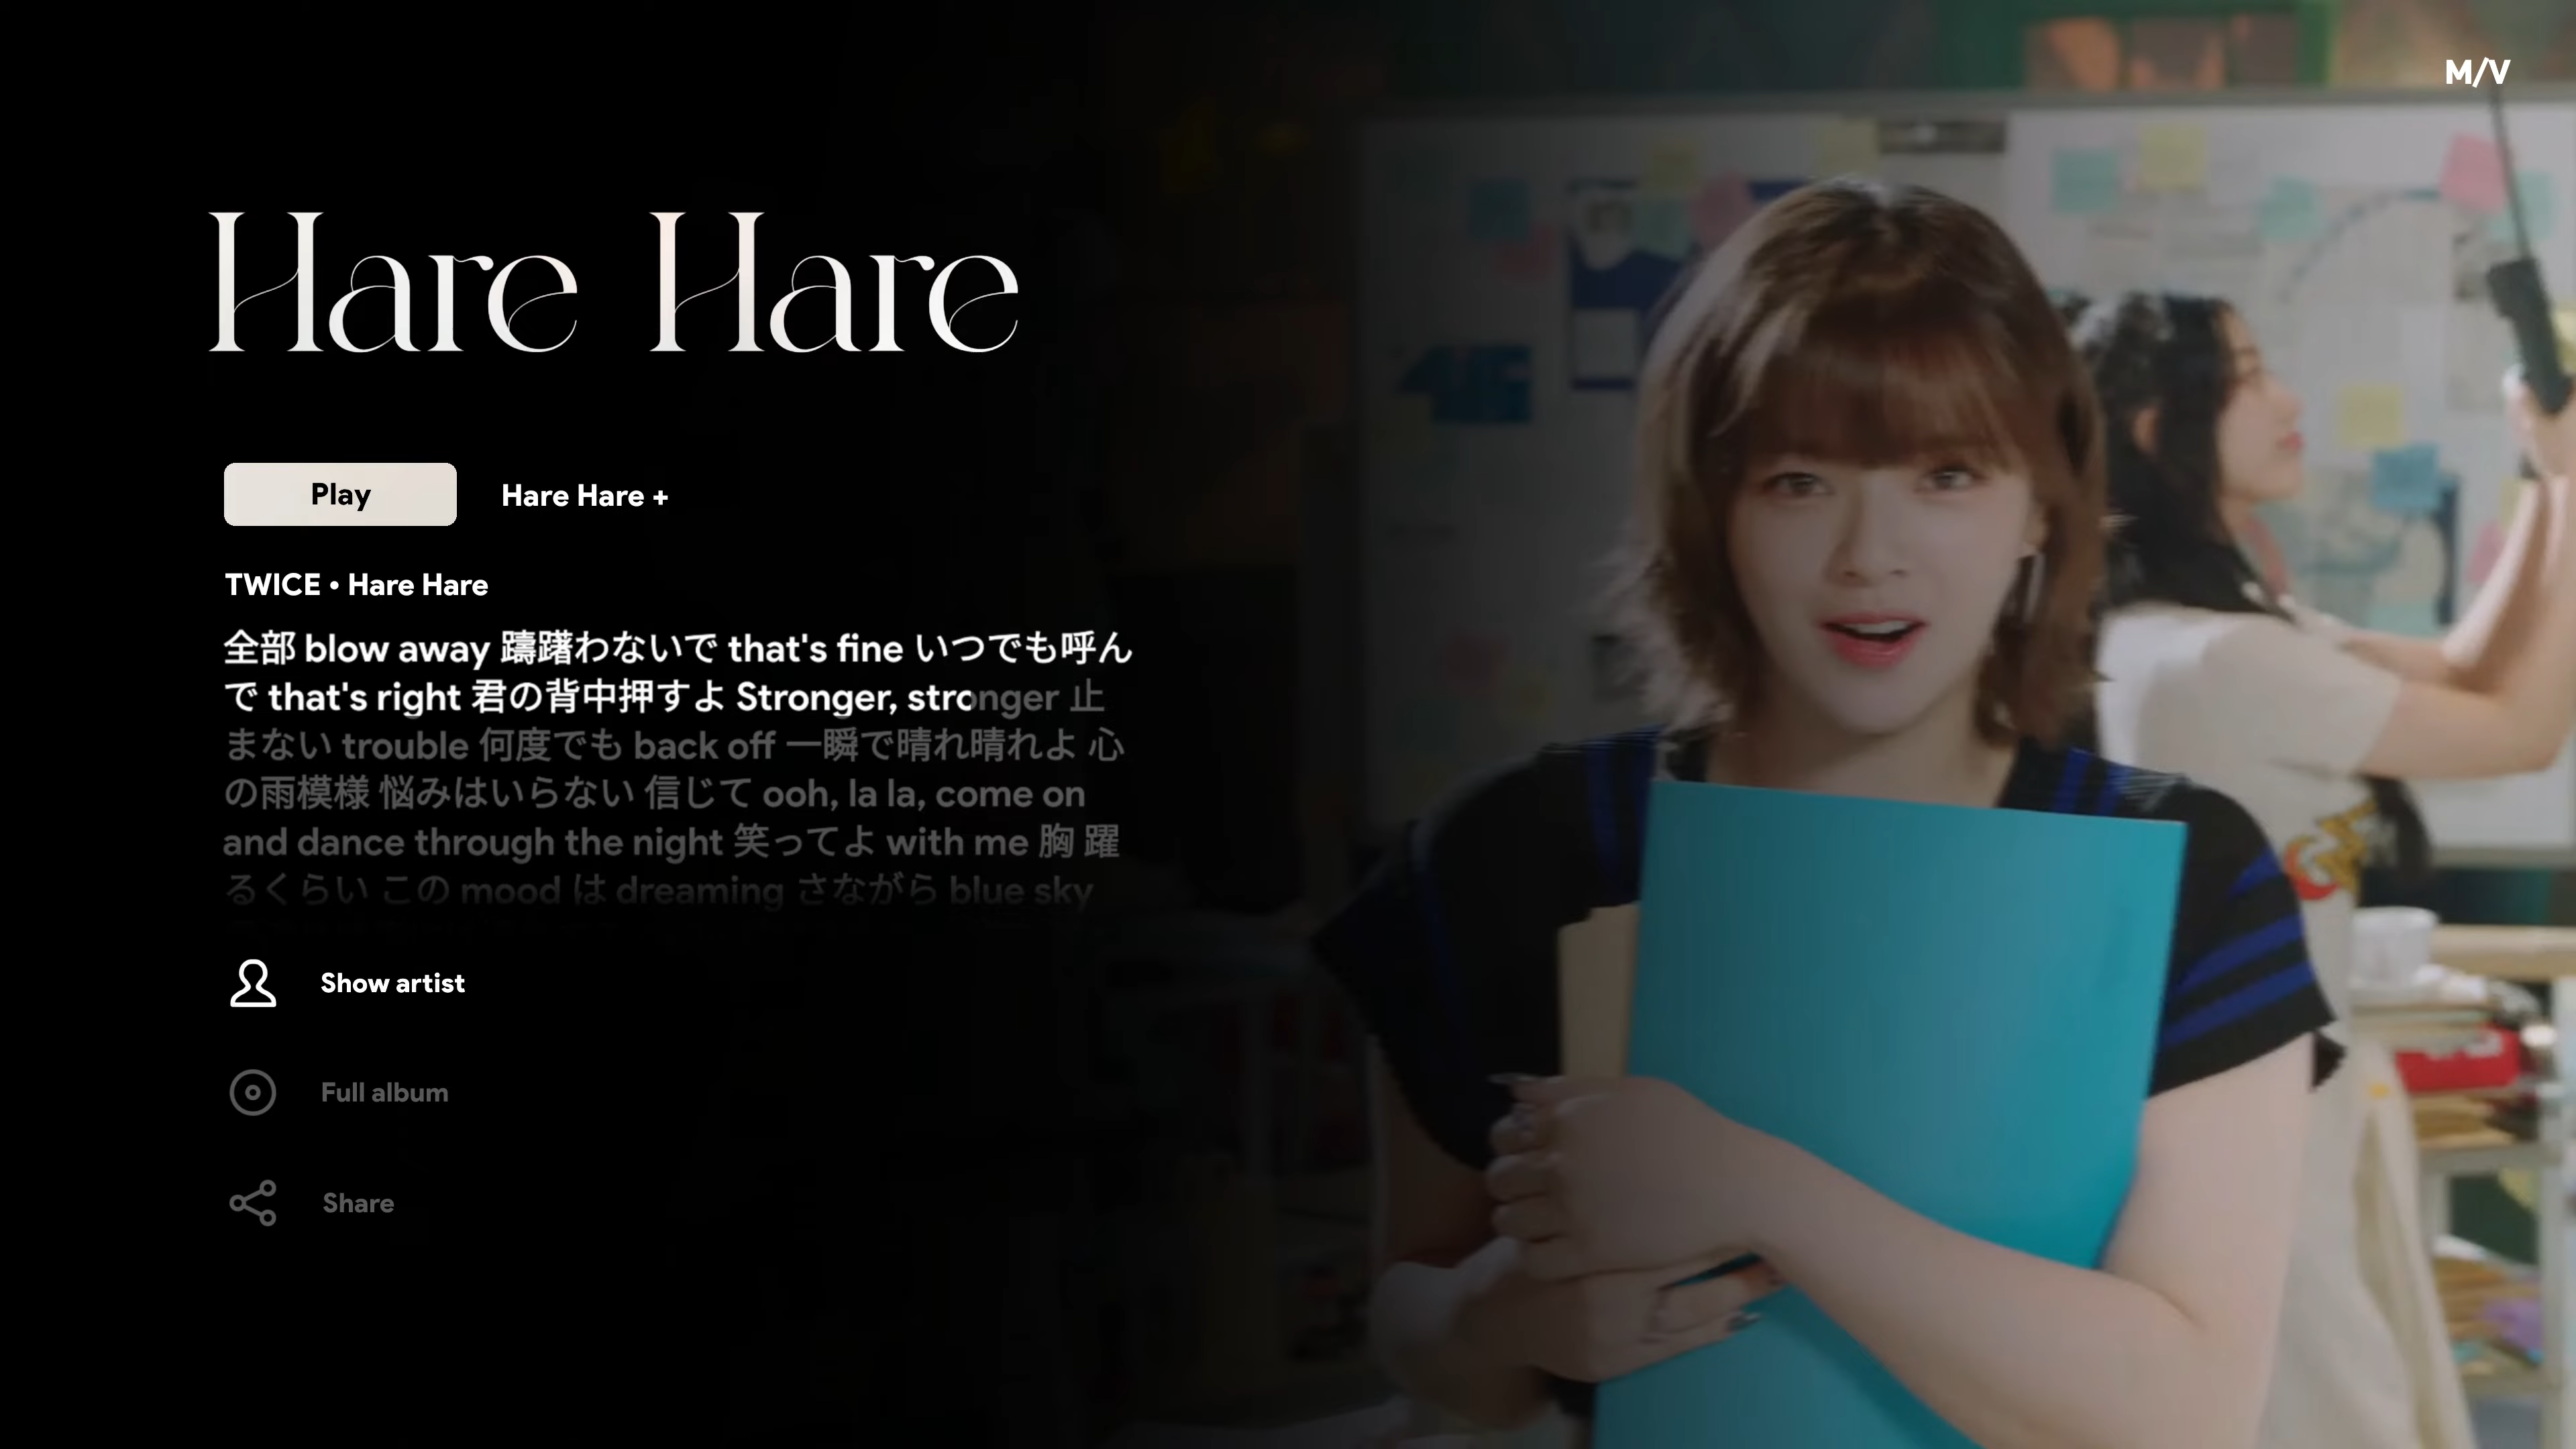 M/V
Hare Hare
Play
Hare Hare +
TWICE • Hare Hare
全部 blow away 躊躇わないで that's fine いつでも呼ん
で that's right 君の背中押すよ Stronger, stronger 止
まない trouble 何度でも back off 一瞬で晴れ晴れよ 心
の雨模様 悩みはいらない 信じて ooh, la la, come on
and dance through the night 笑ってよ with me 胸 躍
るくらい この mood は dreaming さながら blue sky
Show artist
Full album
Share